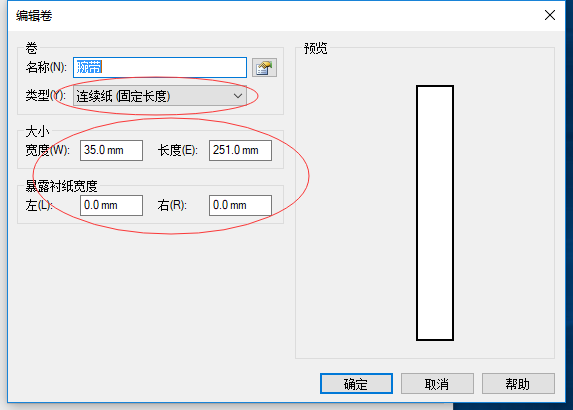 编辑卷
卷
名称(N): 腕带
类型(Y): 连续纸 (固定长度)
大小
宽度(W): 35.0 mm 长度(E): 251.0 mm
暴露衬纸宽度
左(L): 0.0 mm 右(R): 0.0 mm
预览
确定 取消 帮助